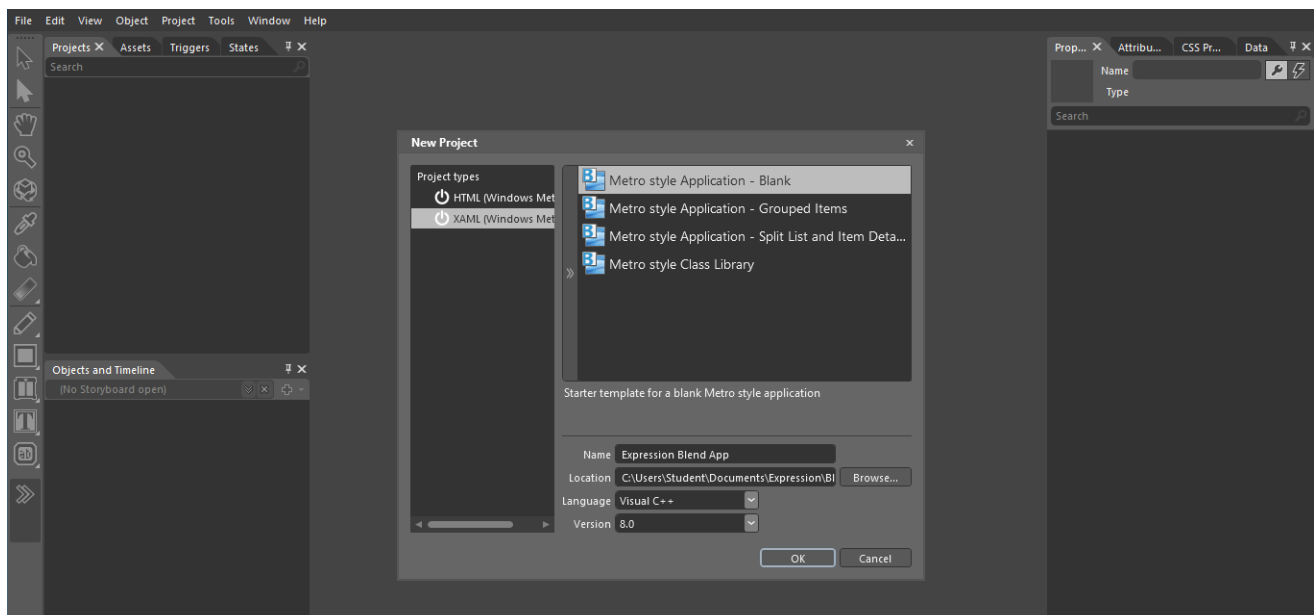 File Edit View Object Project Tools Window Help
Projects Assets Triggers States
Search
Objects and Timeline
(No Storyboard open)
New Project
Project types
HTML (Windows Met
XAML (Windows Met
Metro style Application - Blank
Metro style Application - Grouped Items
Metro style Application - Split List and Item Deta...
Metro style Class Library
Starter template for a blank Metro style application
Name Expression Blend App
Location C:\Users\Student\Documents\Expression\Bl Browse...
Language Visual C++
Version 8.0
OK Cancel
Prop... Attribu... CSS Pr... Data
Name
Type
Search